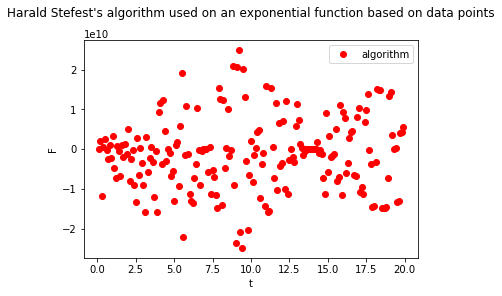 Harald Stefest's algorithm used on an exponential function based on data points
1e10
algorithm
2
1
0
−1
−2
F
0.0 2.5 5.0 7.5 10.0 12.5 15.0 17.5 20.0
t